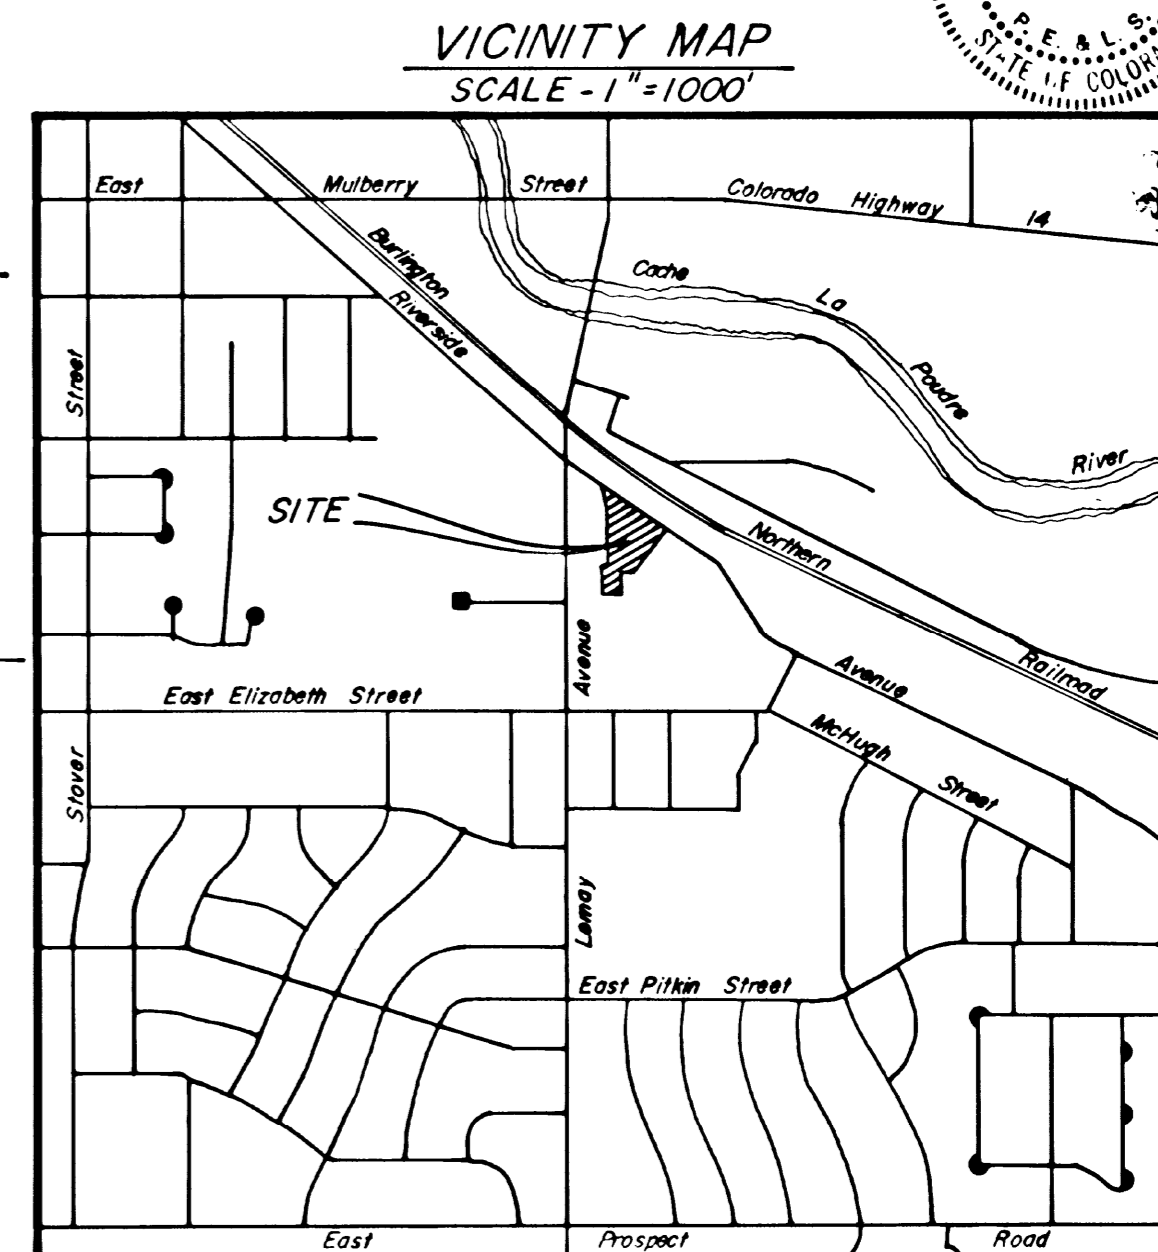 VICINITY MAP
SCALE - 1"=1000'
P. E. & L. S.
STATE OF COLORA
East Mulberry Street
Colorado Highway 14
Burlington
Riverside
Cache La Poudre River
Street
SITE
Northern
Avenue
Avenue
Railroad
East Elizabeth Street
McHugh Street
Stover
Lemay
East Pitkin Street
East Prospect Road